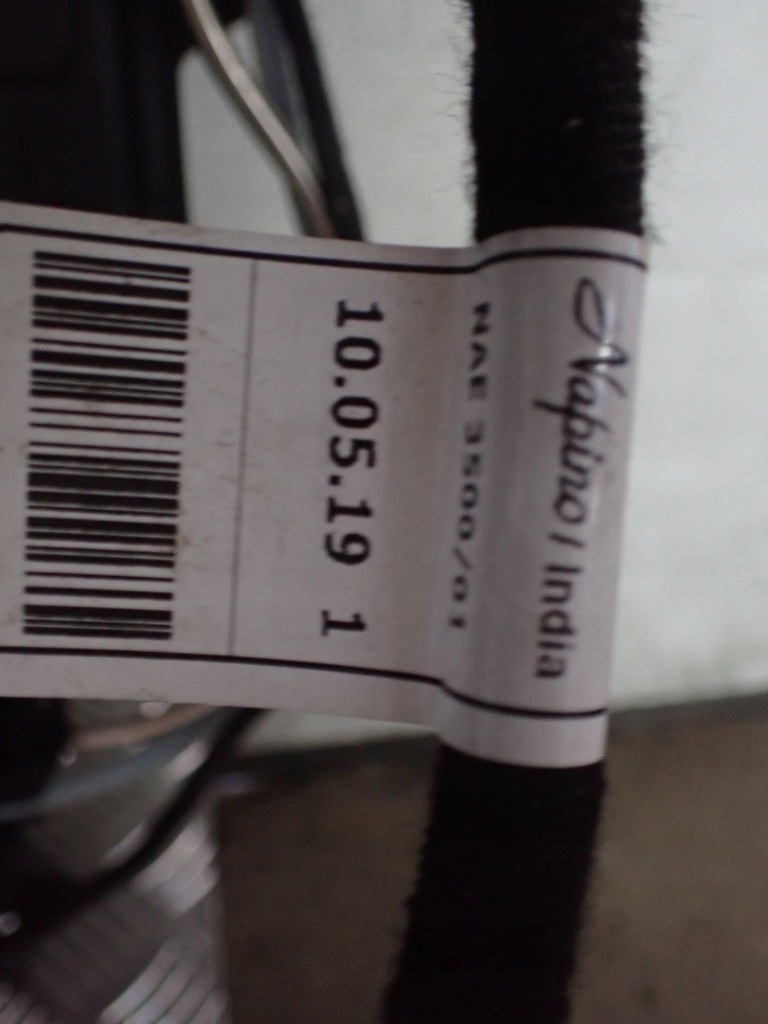 Napino / India
NAE 3500/01
10.05.19 1